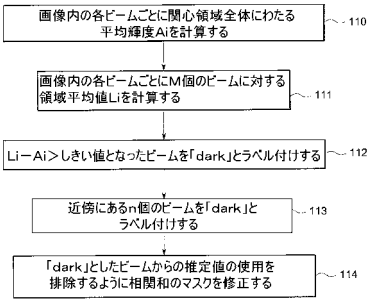 画像内の各ビームごとに関心領域全体にわたる
平均輝度Aiを計算する
110
画像内の各ビームごとにM個のビームに対する
領域平均値Liを計算する
111
Li－Ai＞しきい値となったビームを「dark」とラベル付けする
112
近傍にあるn個のビームを「dark」と
ラベル付けする
113
「dark」としたビームからの推定値の使用を
排除するように相関和のマスクを修正する
114